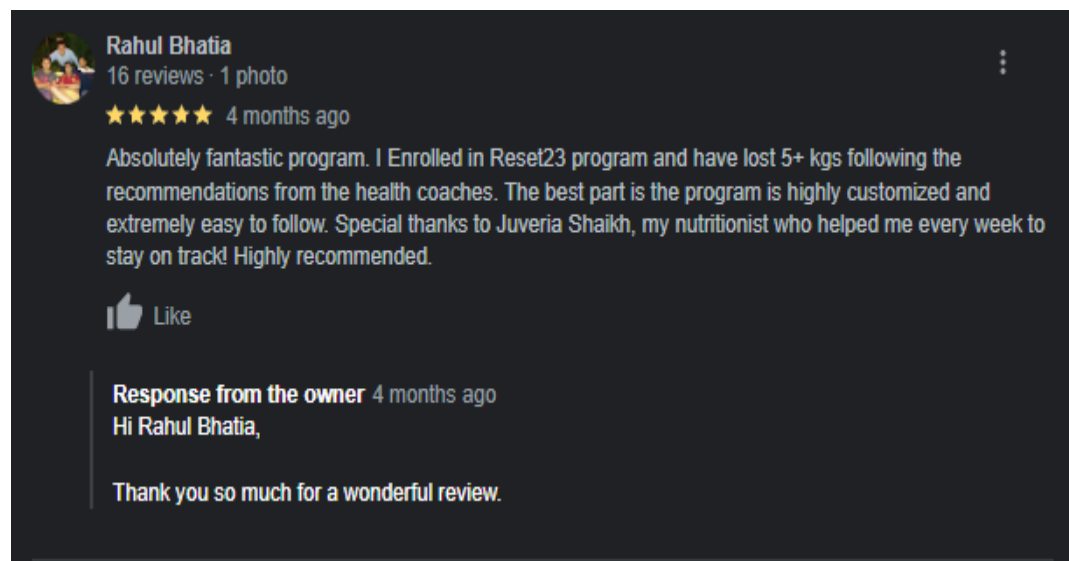 Rahul Bhatia
16 reviews · 1 photo
4 months ago
Absolutely fantastic program. I Enrolled in Reset23 program and have lost 5+ kgs following the
recommendations from the health coaches. The best part is the program is highly customized and
extremely easy to follow. Special thanks to Juveria Shaikh, my nutritionist who helped me every week to
stay on track! Highly recommended.
Like
Response from the owner 4 months ago
Hi Rahul Bhatia,
Thank you so much for a wonderful review.